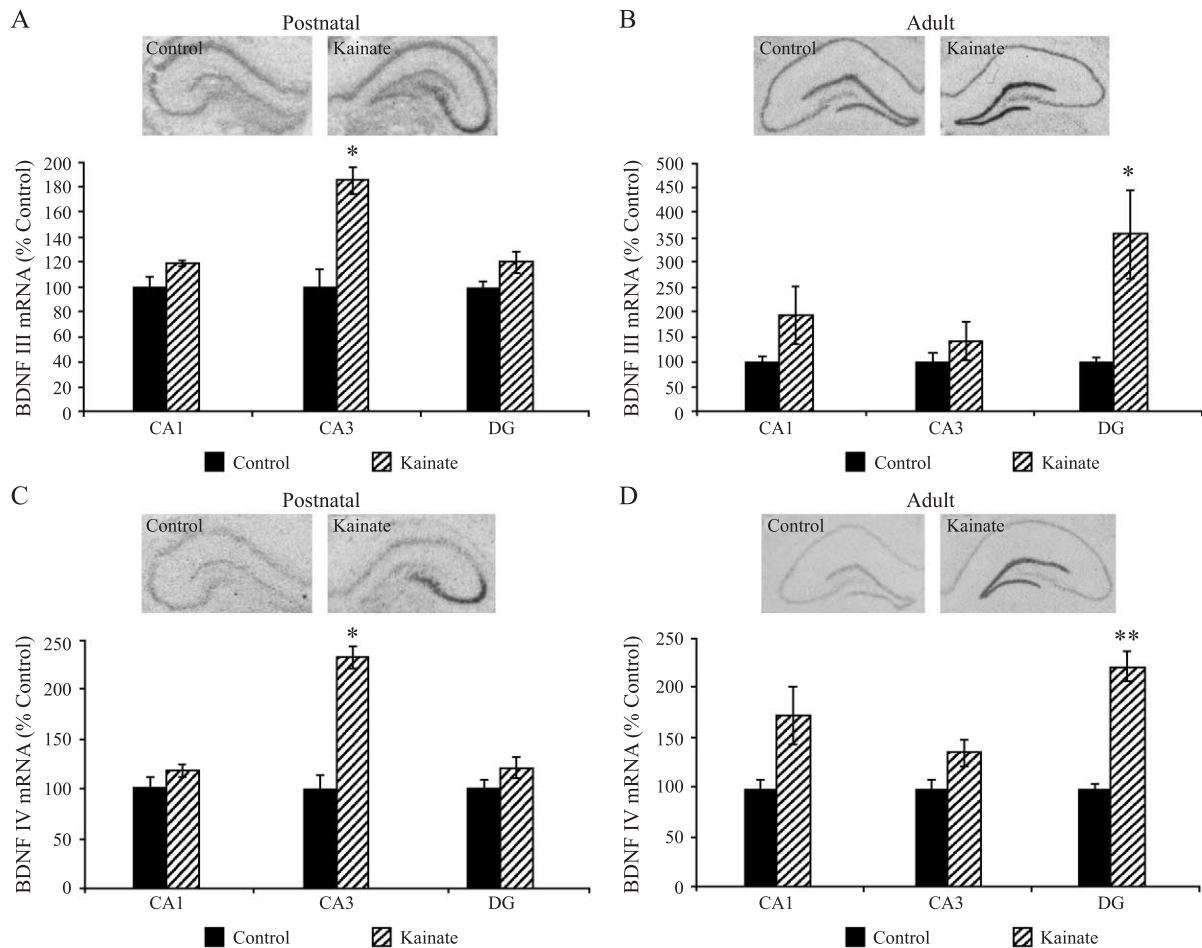 A
Postnatal
Control
Kainate
BDNF III mRNA (% Control)
200
180
160
140
120
100
80
60
40
20
0
*
CA1
CA3
DG
Control
Kainate
B
Adult
Control
Kainate
BDNF III mRNA (% Control)
500
450
400
350
300
250
200
150
100
50
0
*
CA1
CA3
DG
Control
Kainate
C
Postnatal
Control
Kainate
BDNF IV mRNA (% Control)
250
200
150
100
50
0
*
CA1
CA3
DG
Control
Kainate
D
Adult
Control
Kainate
BDNF IV mRNA (% Control)
250
200
150
100
50
0
**
CA1
CA3
DG
Control
Kainate